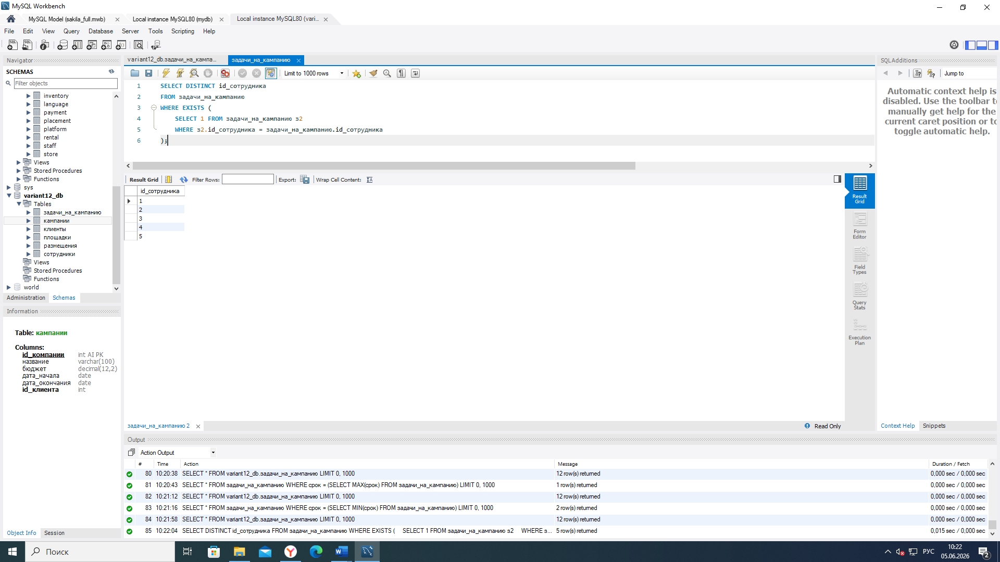 MySQL Workbench
MySQL Model (sakila_full.mwb)
Local instance MySQL80 (mydb)
Local instance MySQL80 (vari...
File Edit View Query Database Server Tools Scripting Help
Navigator
SCHEMAS
Filter objects
inventory
language
payment
placement
platform
rental
staff
store
Views
Stored Procedures
Functions
sys
variant12_db
Tables
задачи_на_кампанию
кампании
клиенты
площадки
размещения
сотрудники
Views
Stored Procedures
Functions
world
Administration Schemas
Information
Table: кампании
Columns:
id_компании int AI PK
название varchar(100)
бюджет decimal(12,2)
дата_начала date
дата_окончания date
id_клиента int
Object Info Session
variant12_db.задачи_на_кампа...
задачи_на_кампанию
Limit to 1000 rows
1 SELECT DISTINCT id_сотрудника
2 FROM задачи_на_кампанию
3 WHERE EXISTS (
4 SELECT 1 FROM задачи_на_кампанию з2
5 WHERE з2.id_сотрудника = задачи_на_кампанию.id_сотрудника
6 );
Result Grid Filter Rows: Export: Wrap Cell Content:
id_сотрудника
1
2
3
4
5
Result Grid
Form Editor
Field Types
Query Stats
Execution Plan
задачи_на_кампанию 2
Read Only
SQLAdditions
Jump to
Automatic context help is
disabled. Use the toolbar t
manually get help for the
current caret position or to
toggle automatic help.
Context Help Snippets
Output
Action Output
# Time Action Message Duration / Fetch
80 10:20:38 SELECT * FROM variant12_db.задачи_на_кампанию LIMIT 0, 1000 12 row(s) returned 0,000 sec / 0,000 sec
81 10:20:43 SELECT * FROM задачи_на_кампанию WHERE срок = (SELECT MAX(срок) FROM задачи_на_кампанию) LIMIT 0, 1000 1 row(s) returned 0,000 sec / 0,000 sec
82 10:21:12 SELECT * FROM variant12_db.задачи_на_кампанию LIMIT 0, 1000 12 row(s) returned 0,000 sec / 0,000 sec
83 10:21:16 SELECT * FROM задачи_на_кампанию WHERE срок = (SELECT MIN(срок) FROM задачи_на_кампанию) LIMIT 0, 1000 2 row(s) returned 0,000 sec / 0,000 sec
84 10:21:58 SELECT * FROM variant12_db.задачи_на_кампанию LIMIT 0, 1000 12 row(s) returned 0,000 sec / 0,000 sec
85 10:22:04 SELECT DISTINCT id_сотрудника FROM задачи_на_кампанию WHERE EXISTS ( SELECT 1 FROM задачи_на_кампанию з2 WHERE з... 5 row(s) returned 0,015 sec / 0,000 sec
Поиск
РУС
10:22
05.06.2026
2